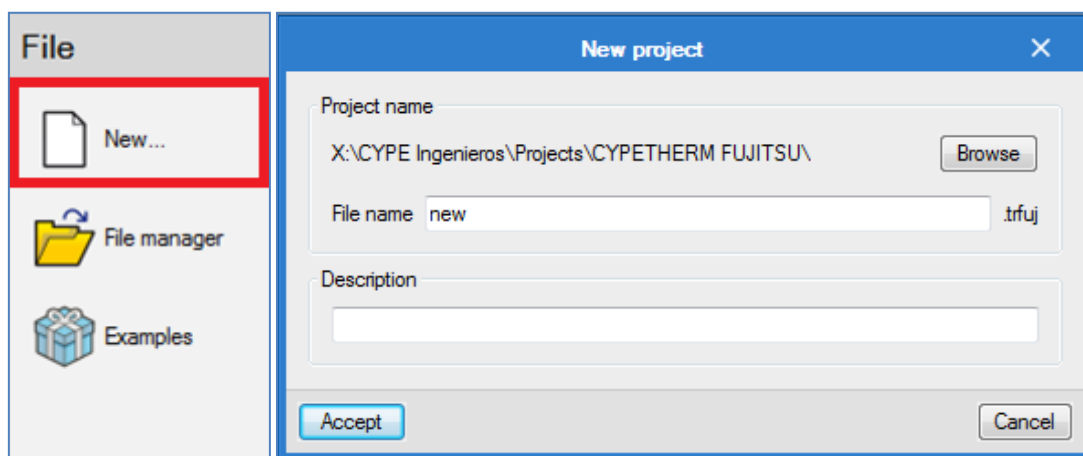 File
New...
File manager
Examples
New project
Project name
X:\CYPE Ingenieros\Projects\CYPETHERM FUJITSU\
Browse
File name new .trfuj
Description
Accept
Cancel